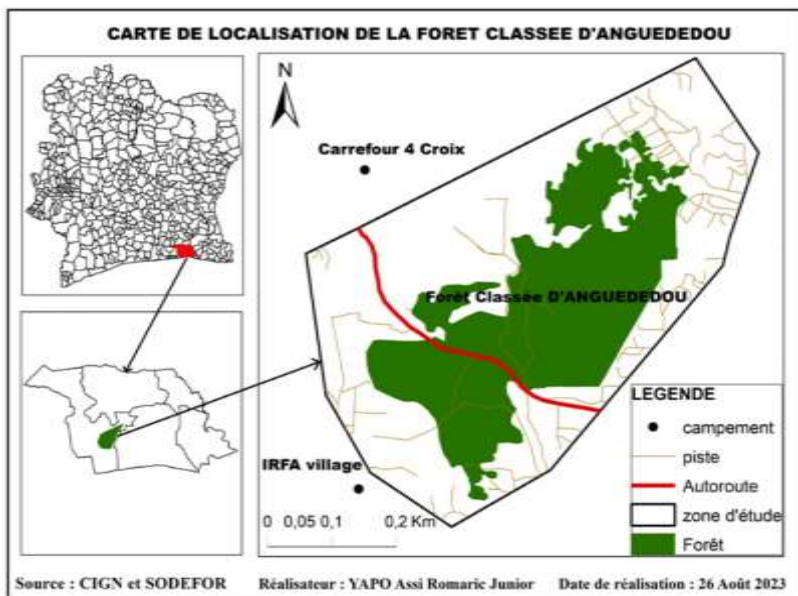 CARTE DE LOCALISATION DE LA FORET CLASSEE D'ANGUEDEDOU
N
Carrefour 4 Croix
Forêt Classée D'ANGUEDEDOU
IRFA village
0 0,05 0,1 0,2 Km
LEGENDE
campement
piste
Autoroute
zone d'étude
Forêt
Source : CIGN et SODEFOR Réalisateur : YAPO Assi Romaric Junior Date de réalisation : 26 Août 2023